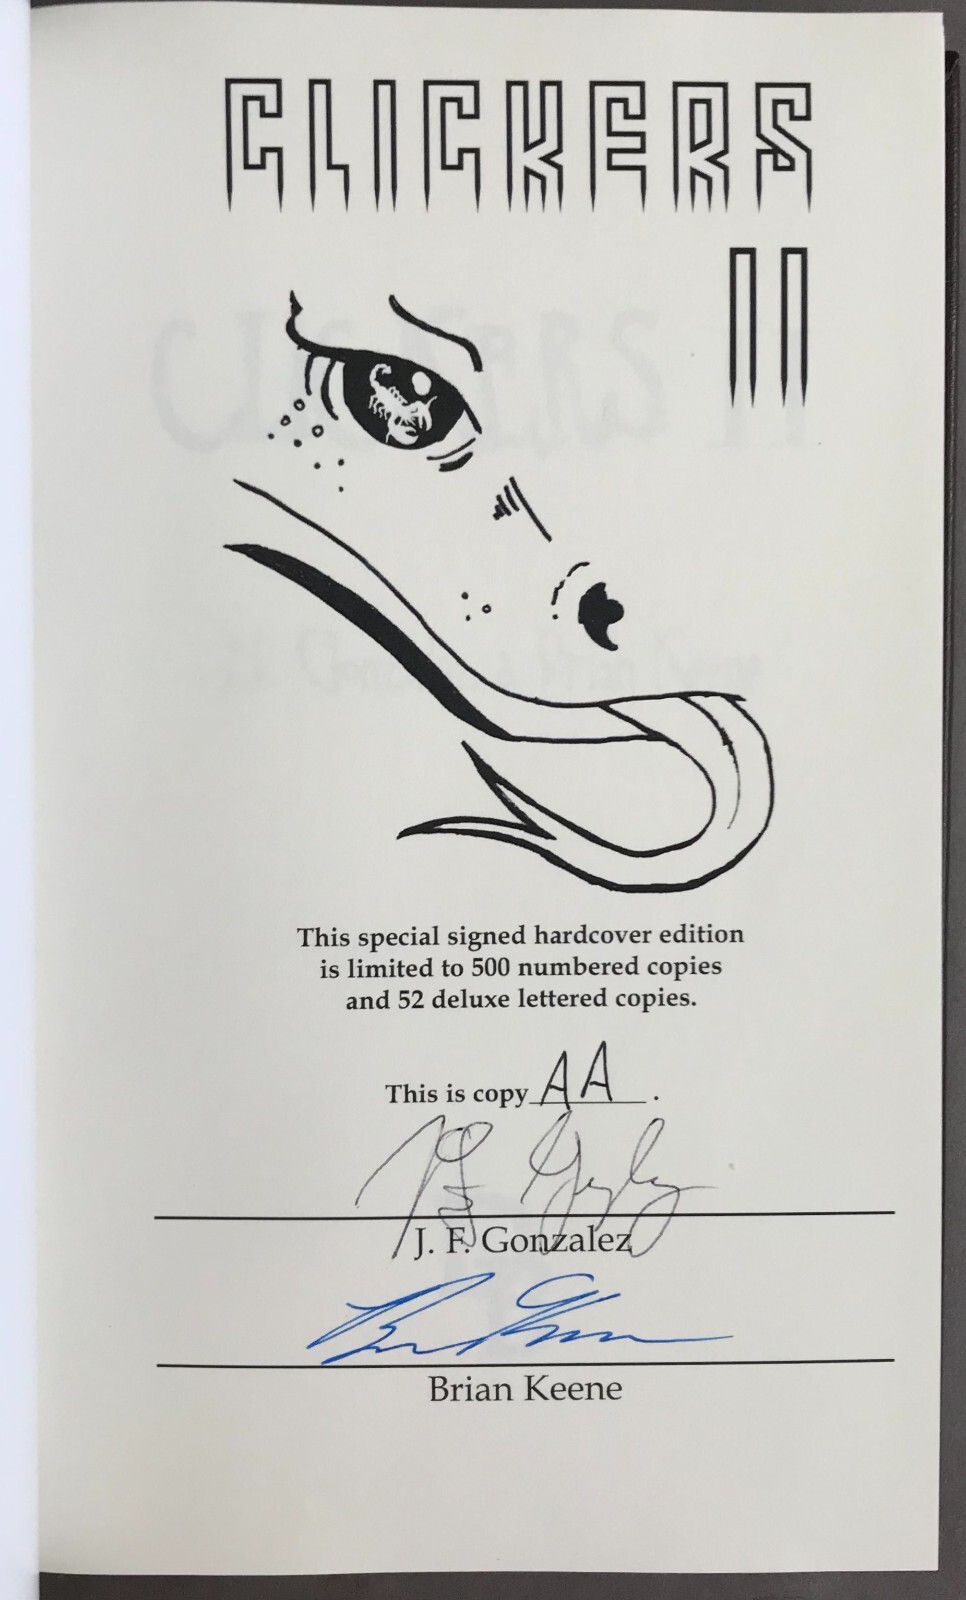 CLICKERS
II
This special signed hardcover edition
is limited to 500 numbered copies
and 52 deluxe lettered copies.
This is copy AA .
J. F. Gonzalez
Brian Keene